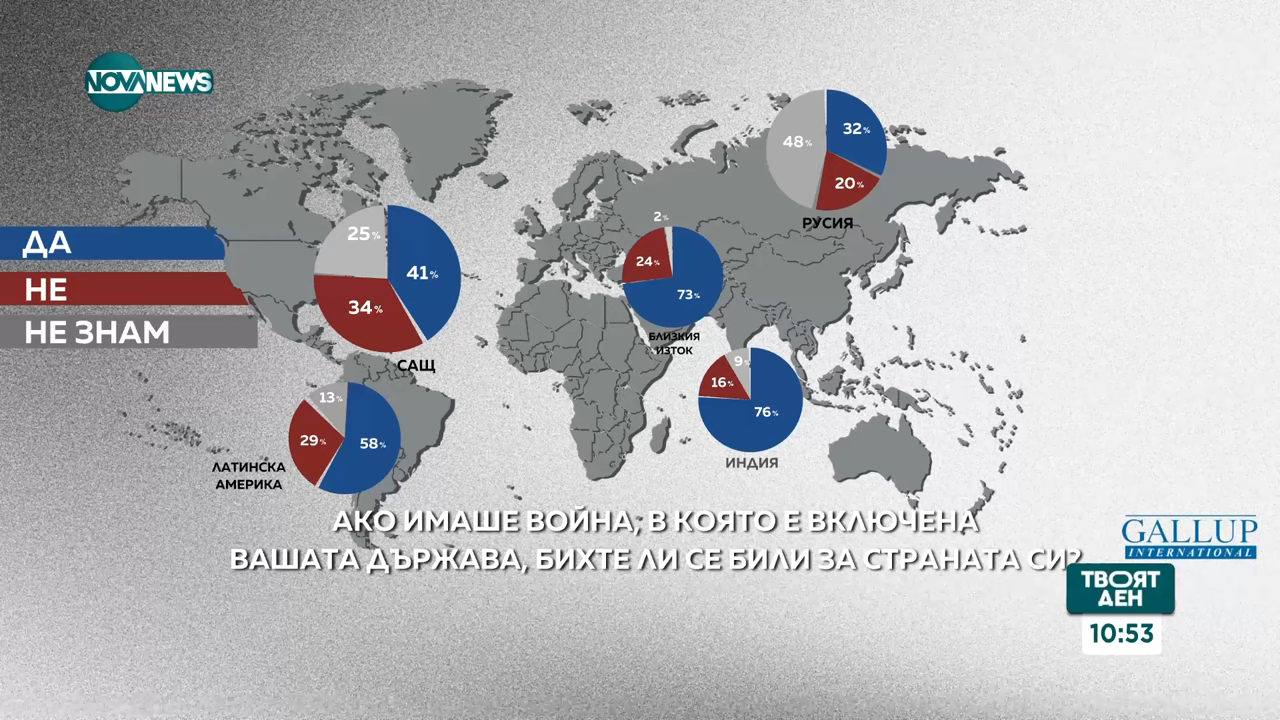 NOVANEWS
48%
32%
20%
РУСИЯ
ДА
НЕ
НЕ ЗНАМ
25%
41%
34%
САЩ
2%
24%
73%
БЛИЗКИЯ
ИЗТОК
9%
16%
76%
ИНДИЯ
13%
29%
58%
ЛАТИНСКА
АМЕРИКА
АКО ИМАШЕ ВОЙНА, В КОЯТО Е ВКЛЮЧЕНА
ВАШАТА ДЪРЖАВА, БИХТЕ ЛИ СЕ БИЛИ ЗА СТРАНАТА СИ?
GALLUP
INTERNATIONAL
ТВОЯТ
ДЕН
10:53